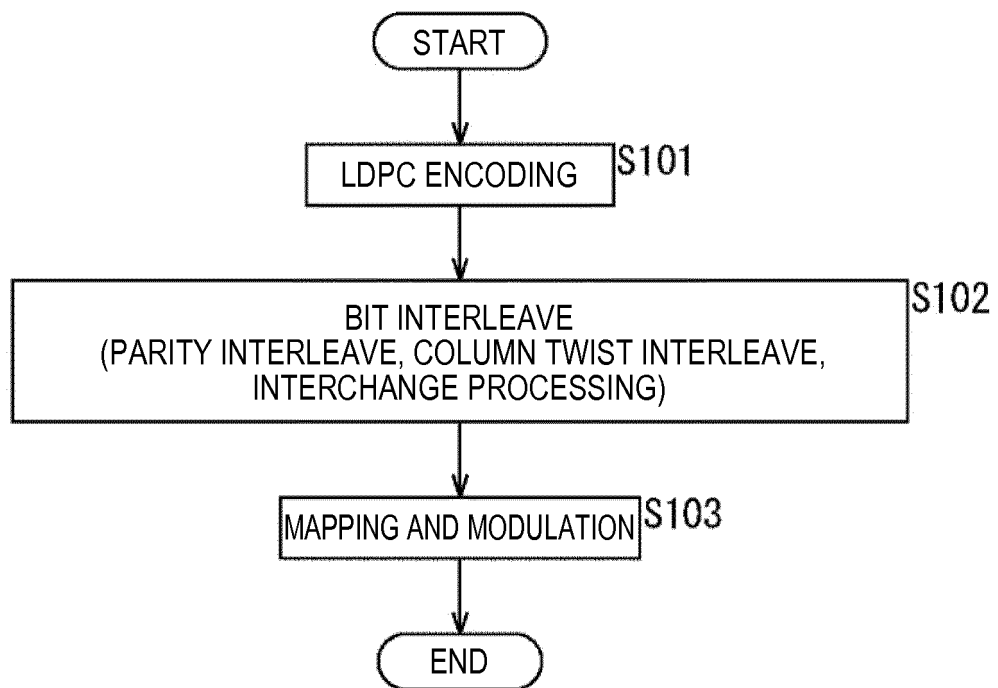 START
LDPC ENCODING
S101
BIT INTERLEAVE
(PARITY INTERLEAVE, COLUMN TWIST INTERLEAVE,
INTERCHANGE PROCESSING)
S102
MAPPING AND MODULATION
S103
END